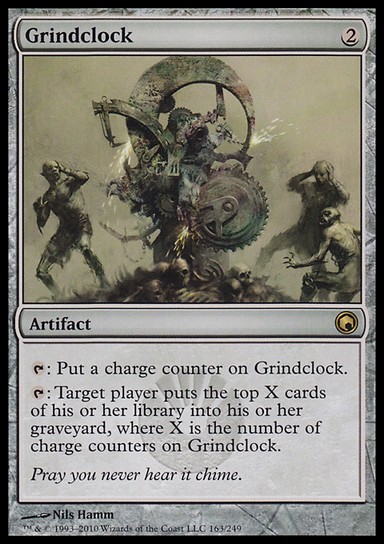 Grindclock 2
Artifact
: Put a charge counter on Grindclock.
: Target player puts the top X cards
of his or her library into his or her
graveyard, where X is the number of
charge counters on Grindclock.
Pray you never hear it chime.
Nils Hamm
™ & © 1993–2010 Wizards of the Coast LLC 163/249